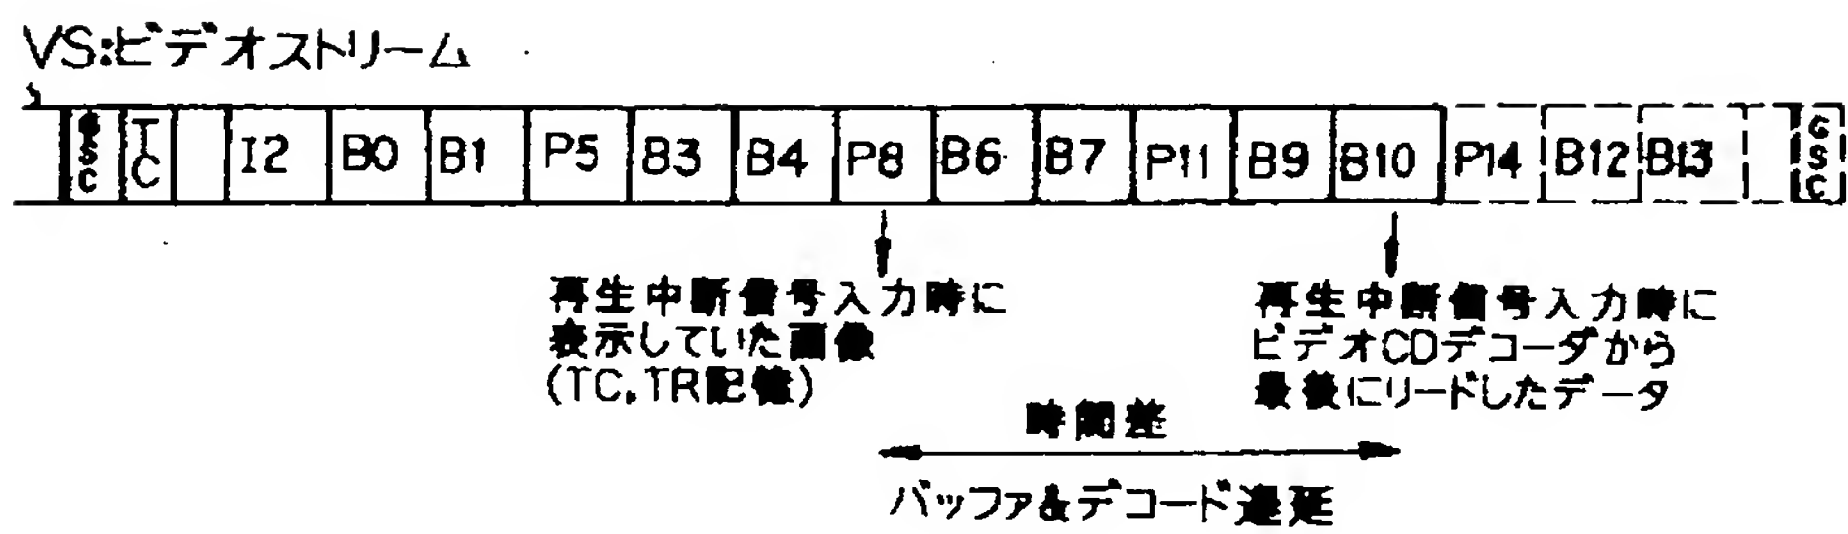 VS:ビデオストリーム
GSC TC I2 B0 B1 P5 B3 B4 P8 B6 B7 P11 B9 B10 P14 B12 B13 GSC
再生中断信号入力時に
表示していた画像
(TC,TR記憶)
再生中断信号入力時に
ビデオCDデコーダから
最後にリードしたデータ
時間差
バッファ&デコード遅延